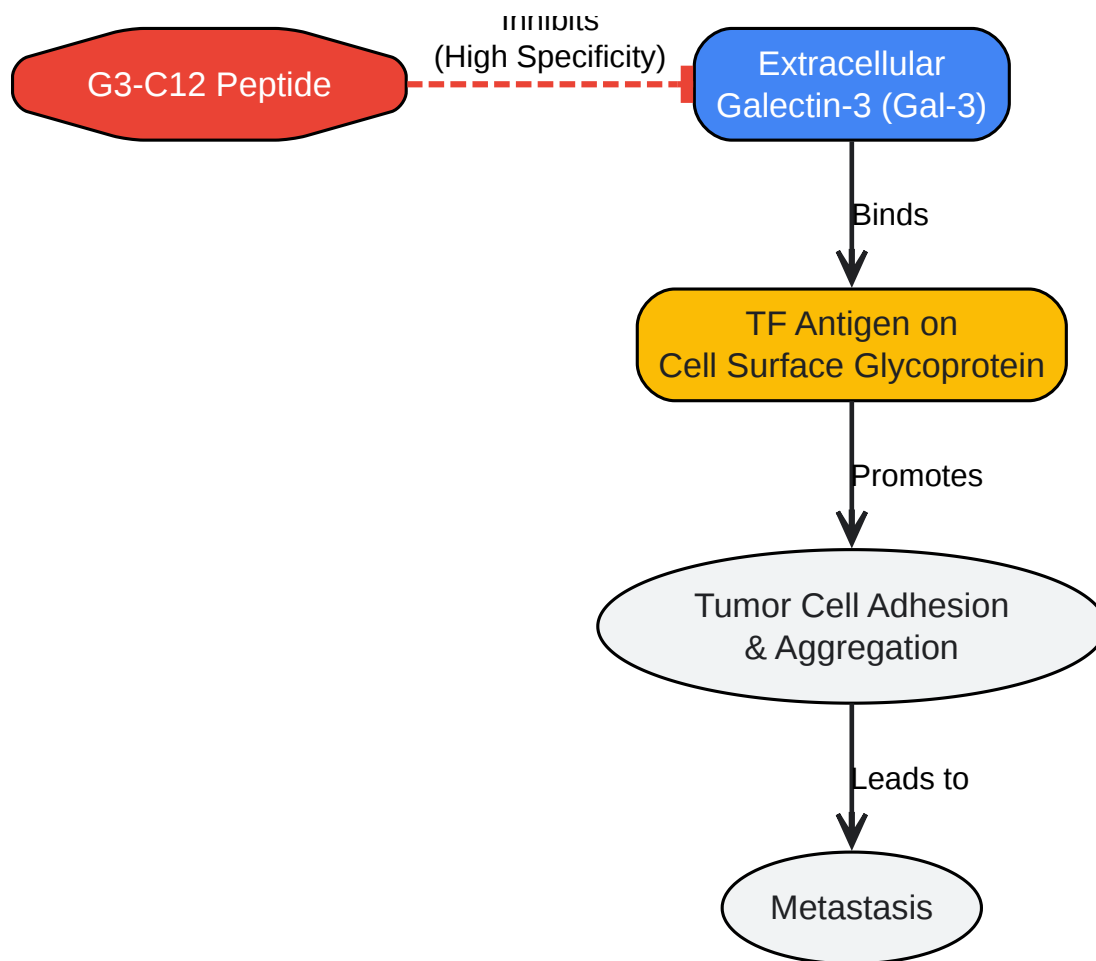 Inhibits
(High Specificity)
G3-C12 Peptide
Extracellular
Galectin-3 (Gal-3)
Binds
TF Antigen on
Cell Surface Glycoprotein
Promotes
Tumor Cell Adhesion
& Aggregation
Leads to
Metastasis